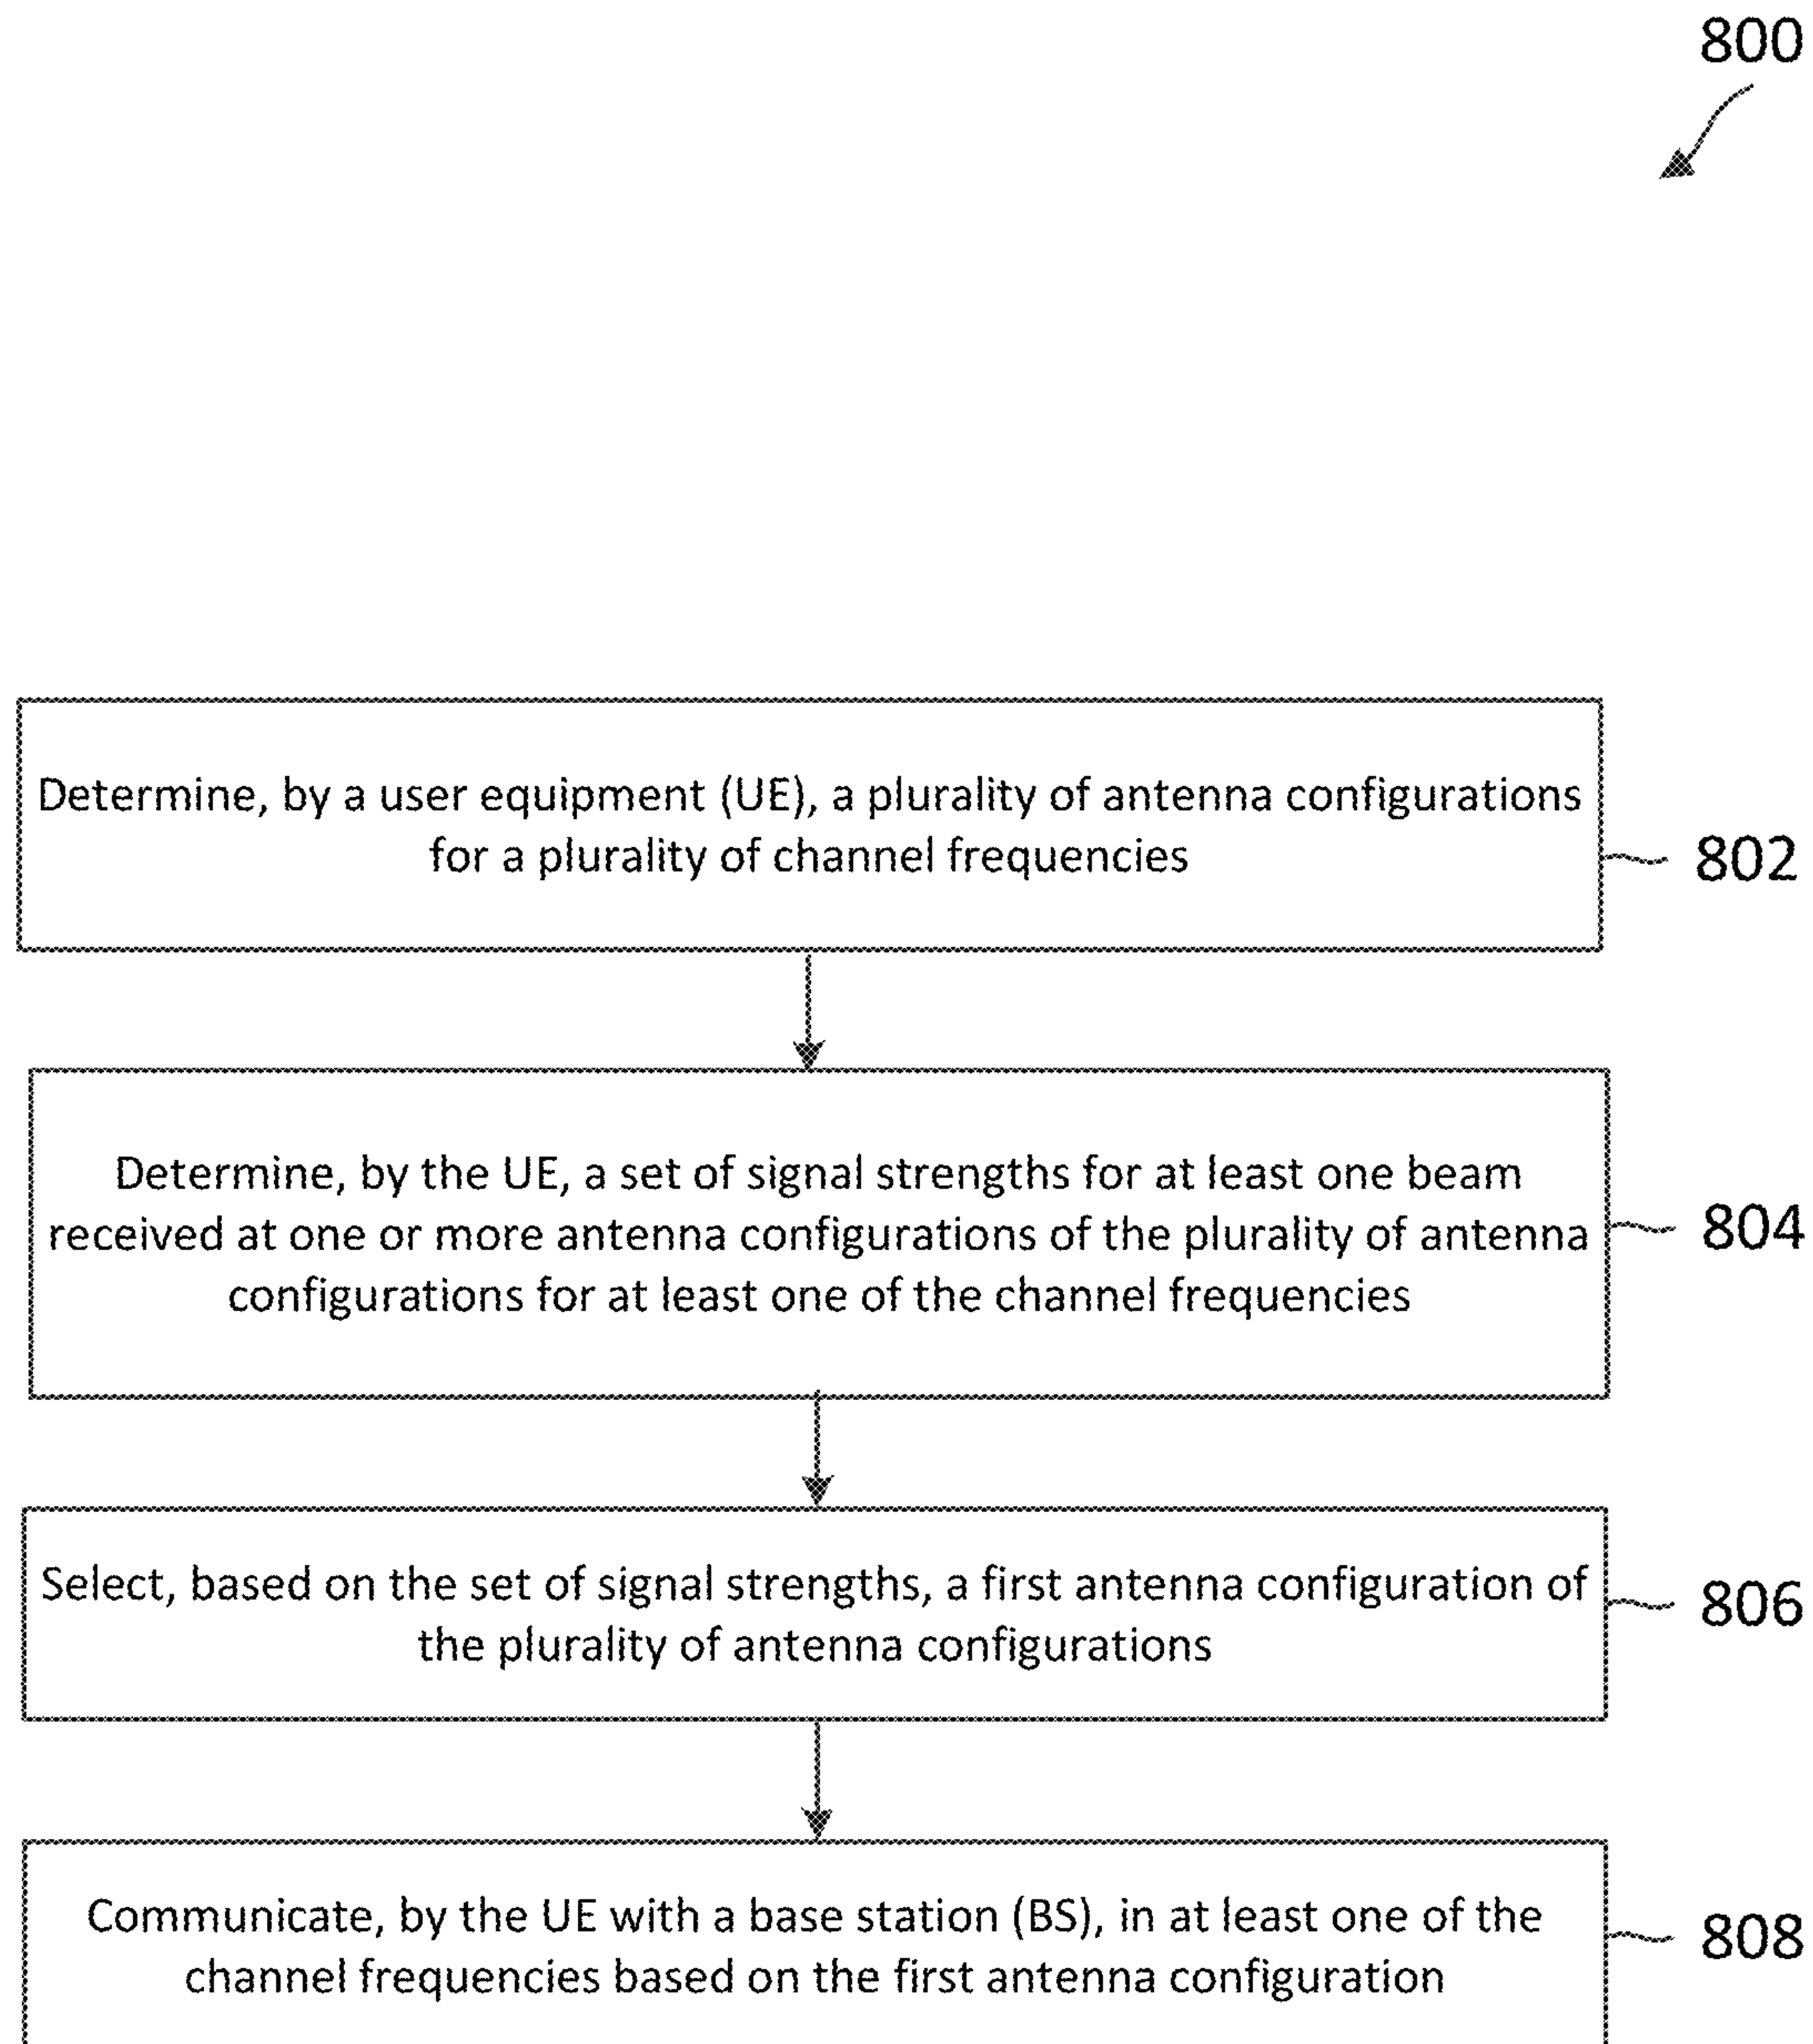 800
Determine, by a user equipment (UE), a plurality of antenna configurations
for a plurality of channel frequencies
802
Determine, by the UE, a set of signal strengths for at least one beam
received at one or more antenna configurations of the plurality of antenna
configurations for at least one of the channel frequencies
804
Select, based on the set of signal strengths, a first antenna configuration of
the plurality of antenna configurations
806
Communicate, by the UE with a base station (BS), in at least one of the
channel frequencies based on the first antenna configuration
808